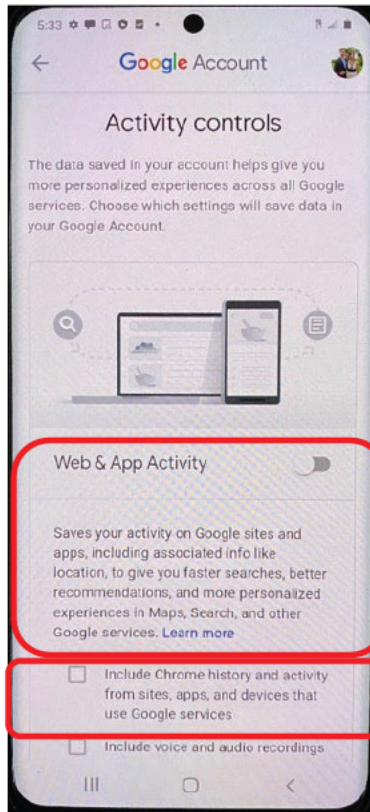 5:33
Google Account
Activity controls
The data saved in your account helps give you
more personalized experiences across all Google
services. Choose which settings will save data in
your Google Account.
Web & App Activity
Saves your activity on Google sites and
apps, including associated info like
location, to give you faster searches, better
recommendations, and more personalized
experiences in Maps, Search, and other
Google services. Learn more
Include Chrome history and activity
from sites, apps, and devices that
use Google services
Include voice and audio recordings